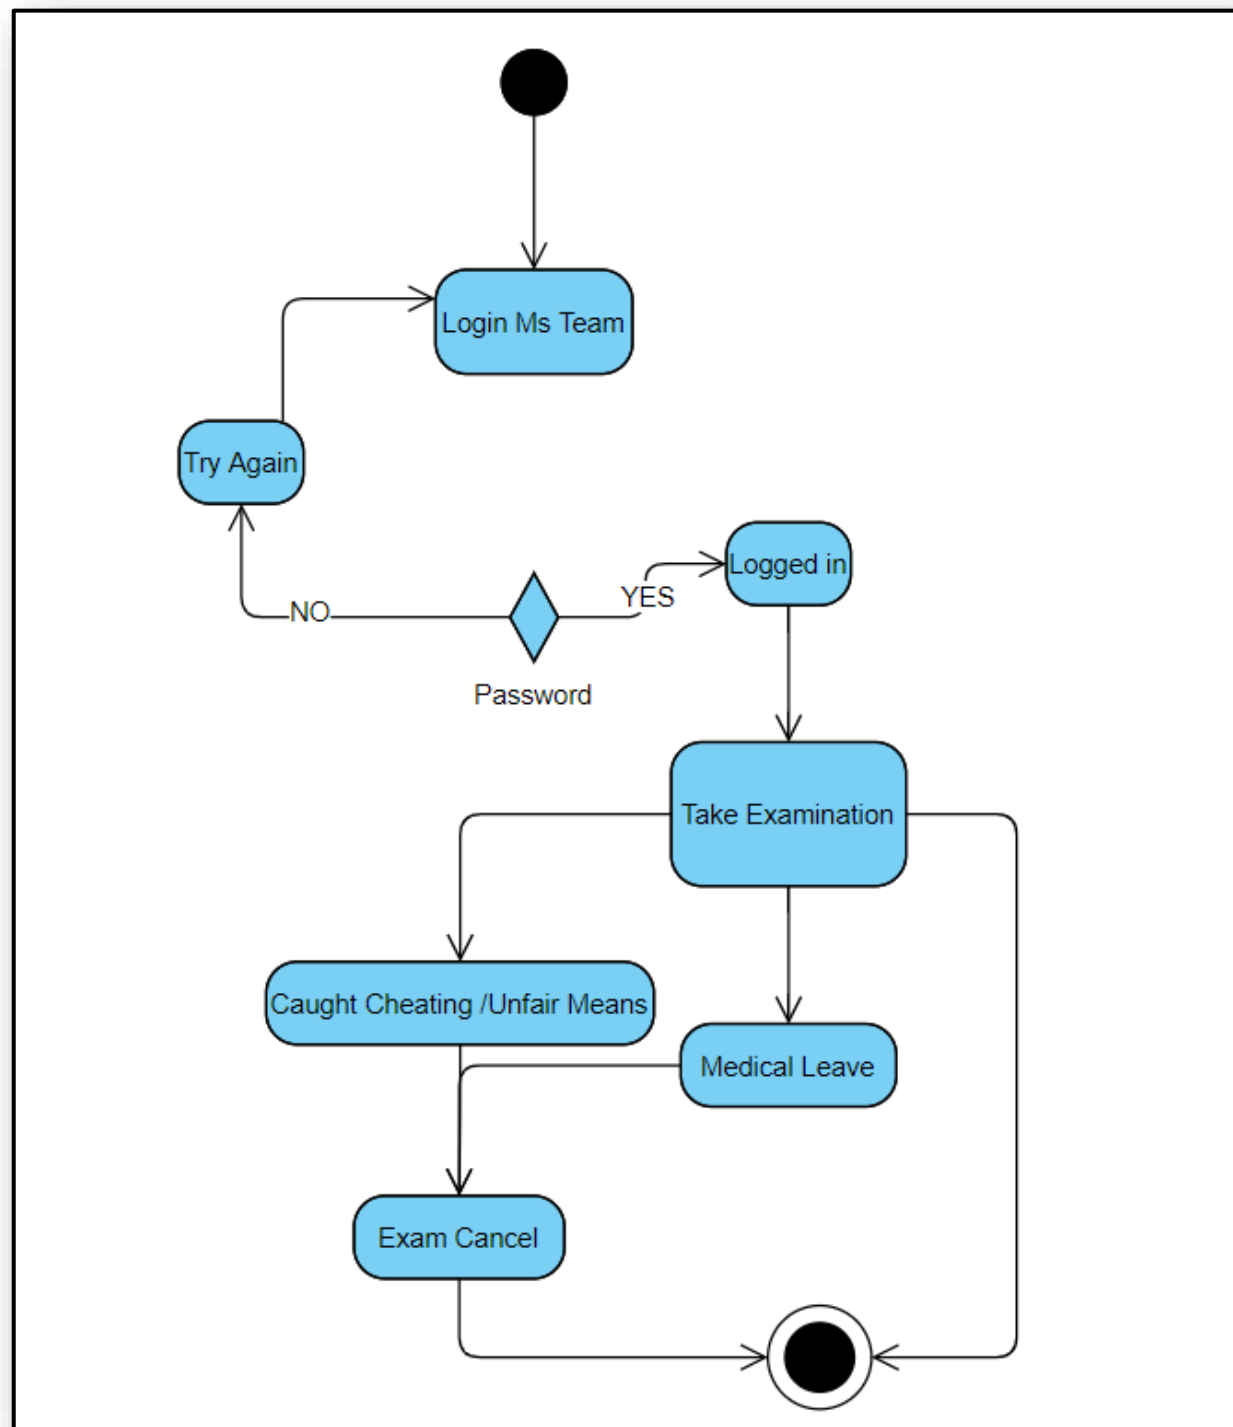 Login Ms Team
Try Again
Logged in
YES
NO
Password
Take Examination
Caught Cheating /Unfair Means
Medical Leave
Exam Cancel